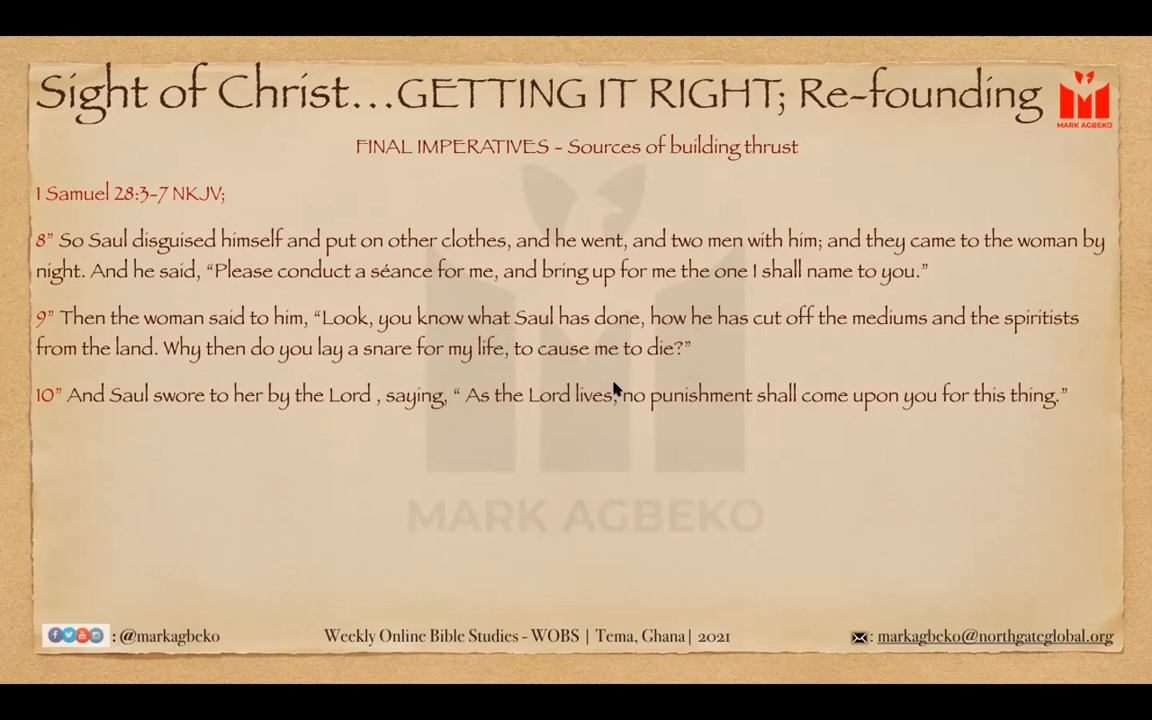 Sight of Christ...GETTING IT RIGHT; Re-founding
MARK AGBEKO
FINAL IMPERATIVES - Sources of building thrust
1 Samuel 28:3-7 NKJV;
8” So Saul disguised himself and put on other clothes, and he went, and two men with him; and they came to the woman by
night. And he said, “Please conduct a séance for me, and bring up for me the one I shall name to you.”
9” Then the woman said to him, “Look, you know what Saul has done, how he has cut off the mediums and the spiritists
from the land. Why then do you lay a snare for my life, to cause me to die?”
10” And Saul swore to her by the Lord , saying, “ As the Lord lives, no punishment shall come upon you for this thing.”
MARK AGBEKO
: @markagbeko
Weekly Online Bible Studies - WOBS | Tema, Ghana| 2021
: markagbeko@northgateglobal.org